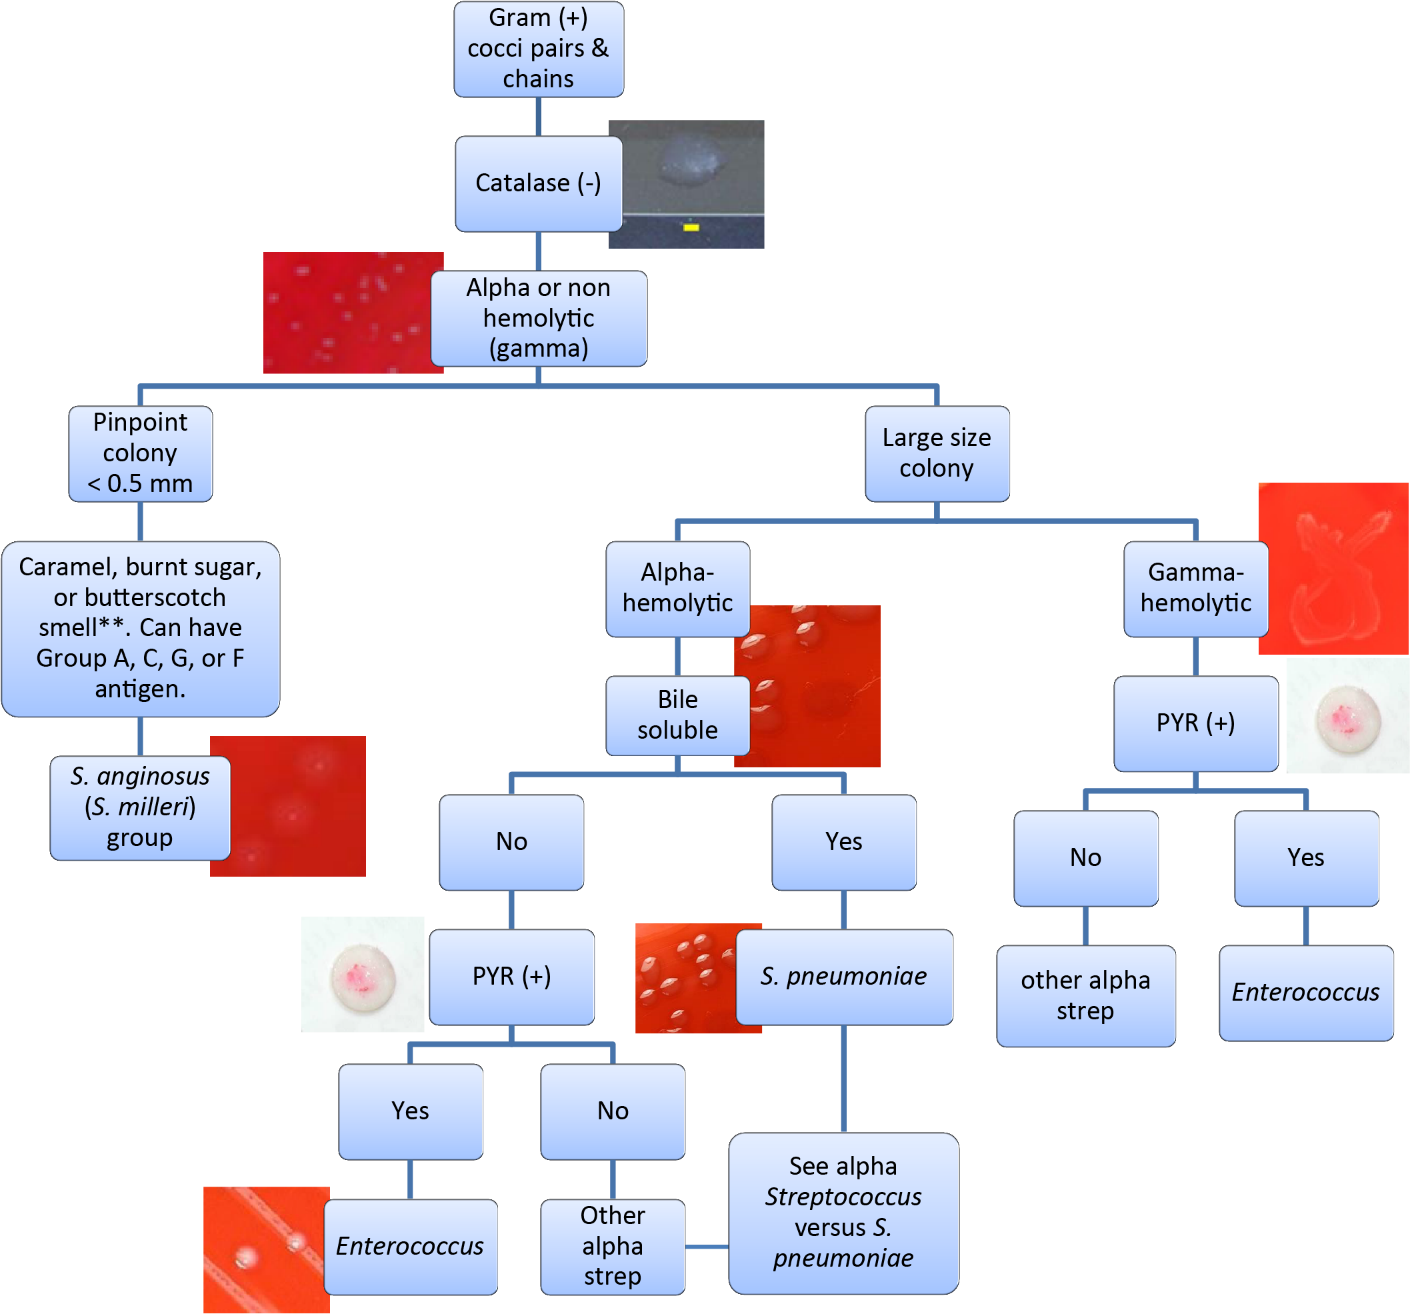 Gram (+)
cocci pairs &
chains
Catalase (-)
Alpha or non
hemolytic
(gamma)
Pinpoint
colony
< 0.5 mm
Large size
colony
Caramel, burnt sugar,
or butterscotch
smell**. Can have
Group A, C, G, or F
antigen.
Alpha-
hemolytic
Gamma-
hemolytic
Bile
soluble
PYR (+)
S. anginosus
(S. milleri)
group
No
Yes
No
Yes
PYR (+)
S. pneumoniae
other alpha
strep
Enterococcus
Yes
No
See alpha
Streptococcus
versus S.
pneumoniae
Enterococcus
Other
alpha
strep